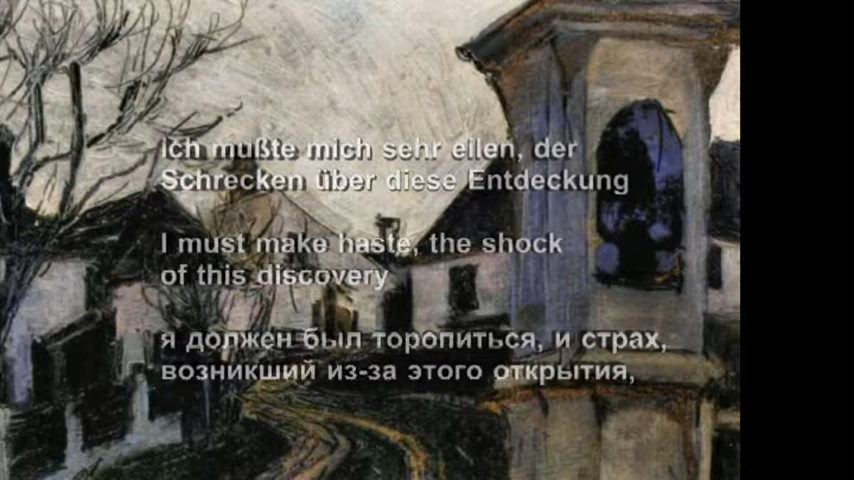 Ich mußte mich sehr eilen, der
Schrecken über diese Entdeckung
I must make haste, the shock
of this discovery
я должен был торопиться, и страх,
возникший из-за этого открытия,